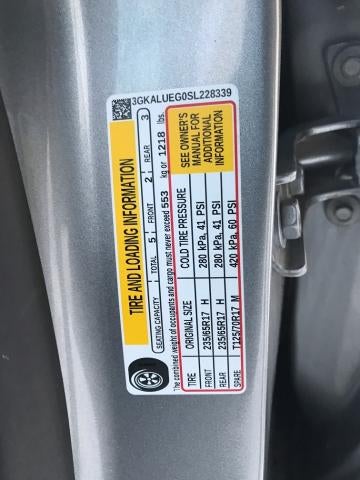 3GKALUEG0SL228339
TIRE AND LOADING INFORMATION
SEATING CAPACITY | TOTAL 5 | FRONT 2 | REAR 3
The combined weight of occupants and cargo must never exceed 553 kg or 1218 lbs.
TIRE ORIGINAL SIZE COLD TIRE PRESSURE
FRONT 235/65R17 H 280 kPa, 41 PSI
REAR 235/65R17 H 280 kPa, 41 PSI
SPARE T125/70R17 M 420 kPa, 60 PSI
SEE OWNER'S
MANUAL FOR
ADDITIONAL
INFORMATION